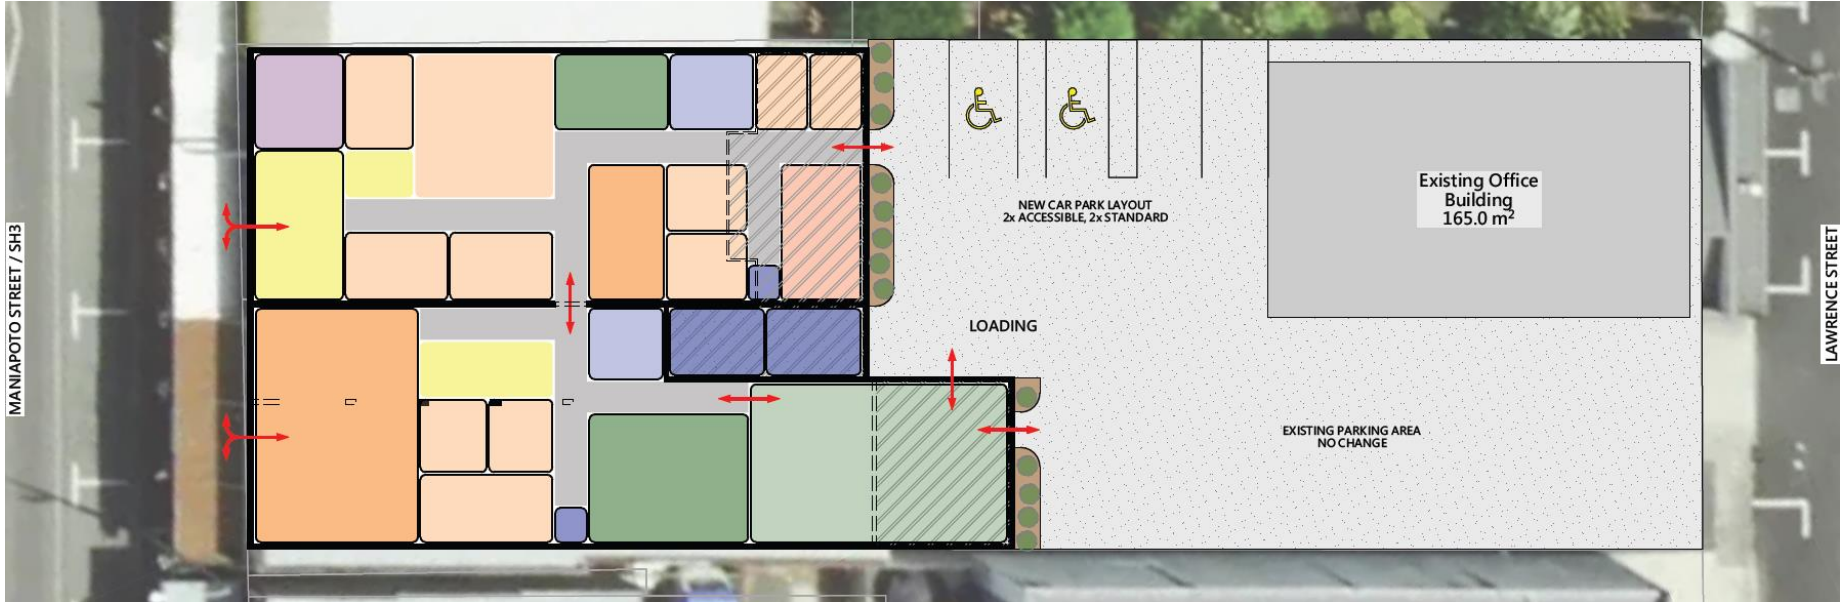 MANIAPOTO STREET / SH3
NEW CAR PARK LAYOUT
2x ACCESSIBLE, 2x STANDARD
Existing Office
Building
165.0 m²
LOADING
EXISTING PARKING AREA
NO CHANGE
LAWRENCE STREET